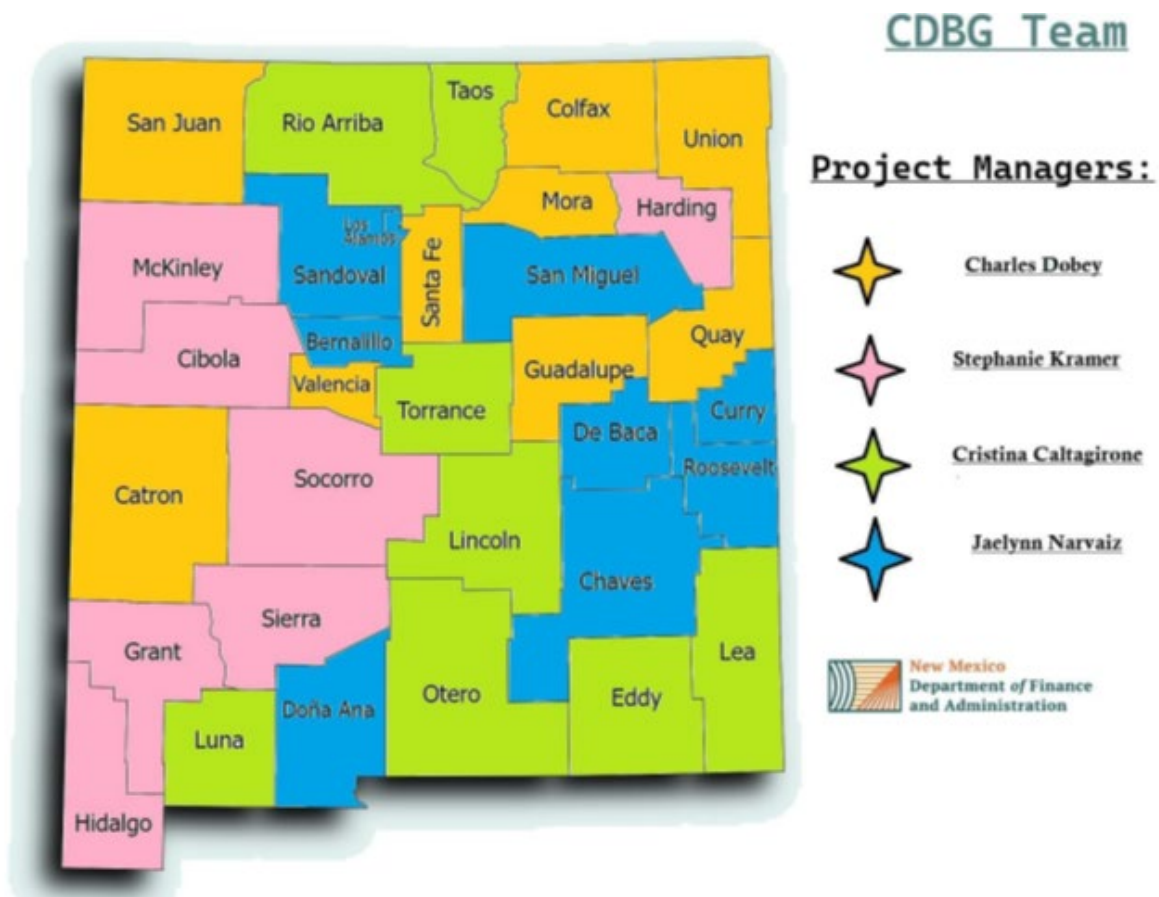 CDBG Team
Project Managers:
Charles Dobey
Stephanie Kramer
Cristina Caltagirone
Jaelynn Narvaiz
New Mexico
Department of Finance
and Administration
San Juan
Rio Arriba
Taos
Colfax
Union
Mora
Harding
McKinley
Los
Alamos
Sandoval
Santa Fe
San Miguel
Bernalillo
Cibola
Quay
Valencia
Guadalupe
Torrance
Curry
De Baca
Roosevelt
Catron
Socorro
Lincoln
Chaves
Sierra
Grant
Lea
Otero
Eddy
Doña Ana
Luna
Hidalgo